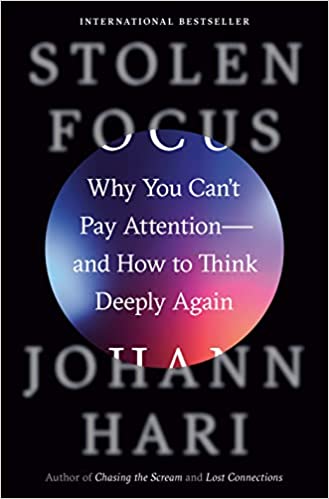 INTERNATIONAL BESTSELLER
STOLEN
FOCUS
Why You Can't
Pay Attention—
and How to Think
Deeply Again
JOHANN
HARI
Author of Chasing the Scream and Lost Connections